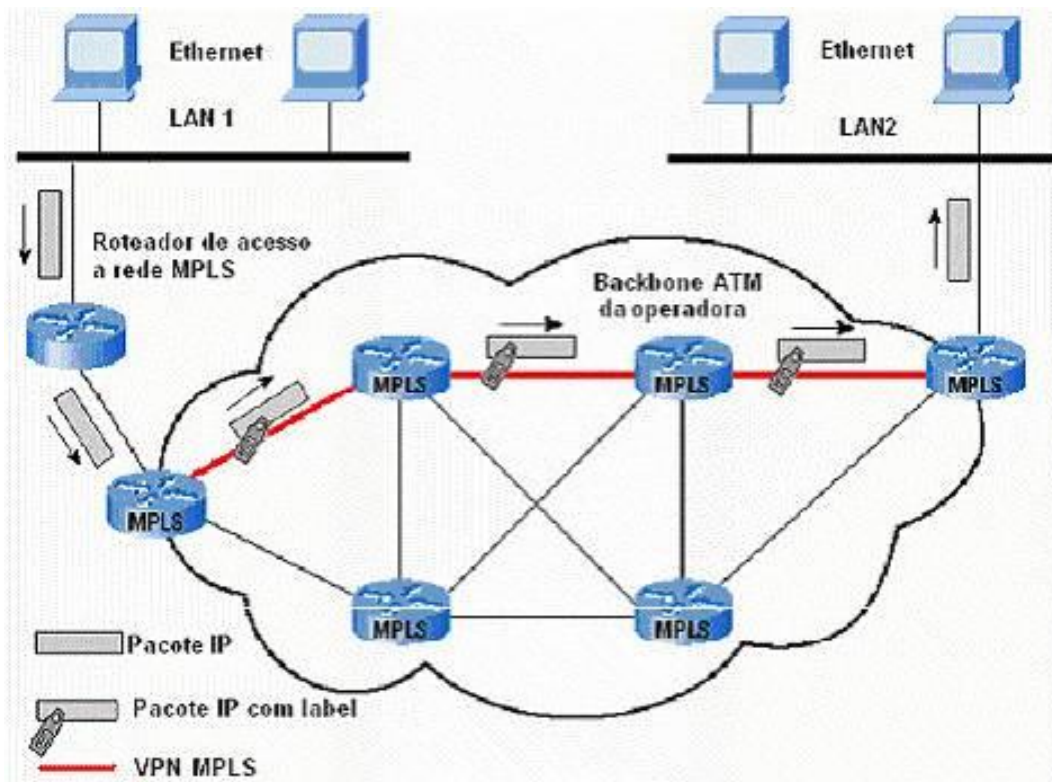 Ethernet
LAN 1
Ethernet
LAN2
Roteador de acesso
a rede MPLS
Backbone ATM
da operadora
MPLS
MPLS
MPLS
MPLS
MPLS
MPLS
Pacote IP
Pacote IP com label
VPN MPLS